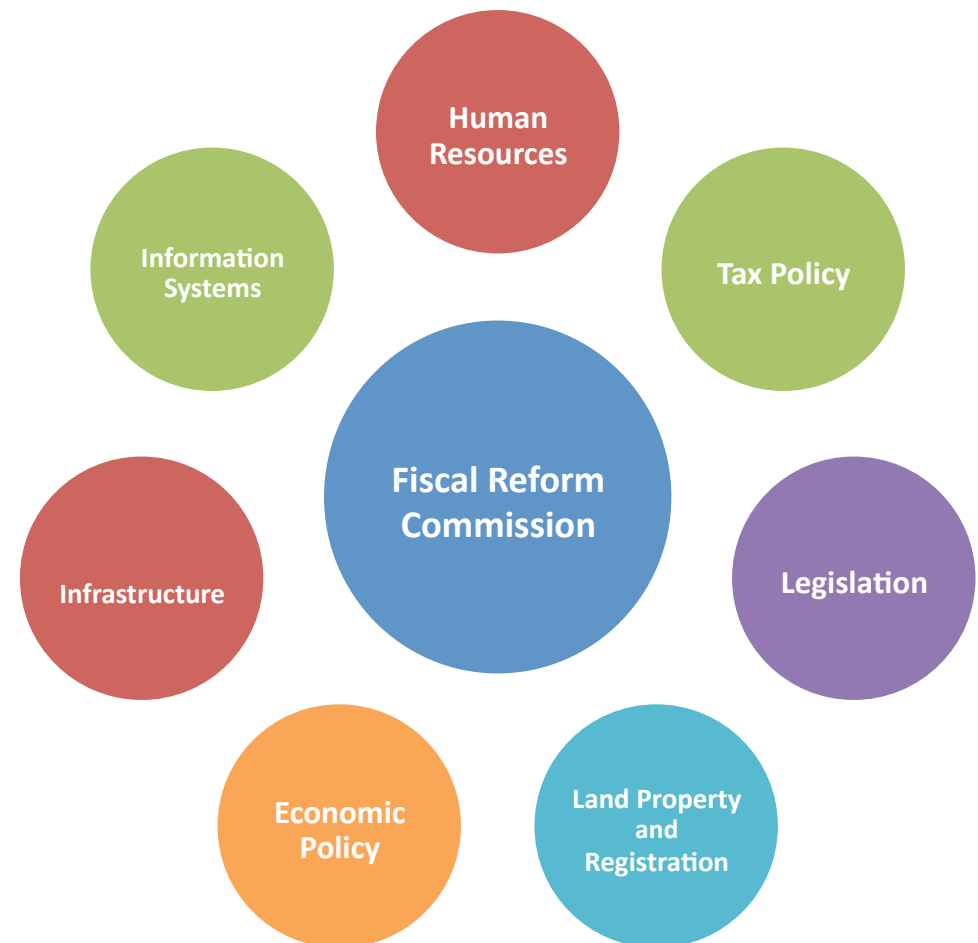 Human
Resources
Information
Systems
Tax Policy
Fiscal Reform
Commission
Infrastructure
Legislation
Economic
Policy
Land Property
and
Registration